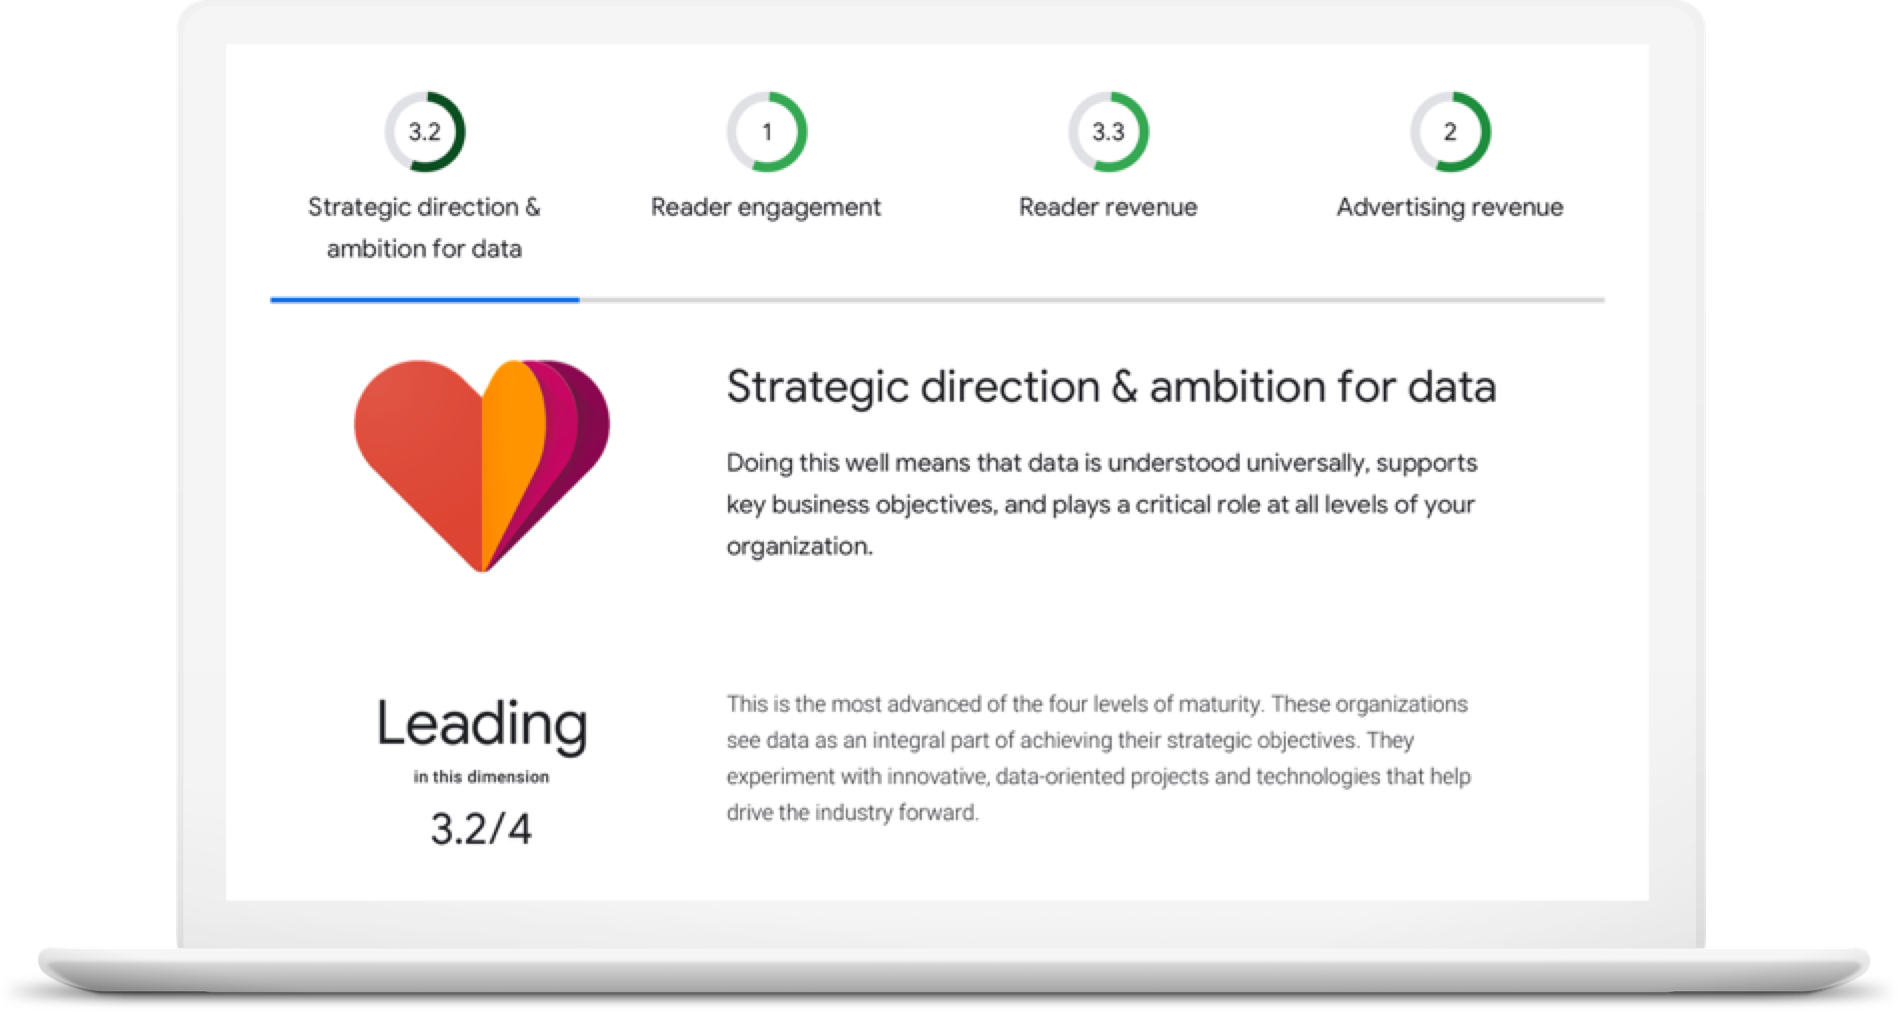 3.2
1
3.3
2
Strategic direction &
ambition for data
Reader engagement
Reader revenue
Advertising revenue
Strategic direction & ambition for data
Doing this well means that data is understood universally, supports
key business objectives, and plays a critical role at all levels of your
organization.
Leading
in this dimension
3.2/4
This is the most advanced of the four levels of maturity. These organizations
see data as an integral part of achieving their strategic objectives. They
experiment with innovative, data-oriented projects and technologies that help
drive the industry forward.